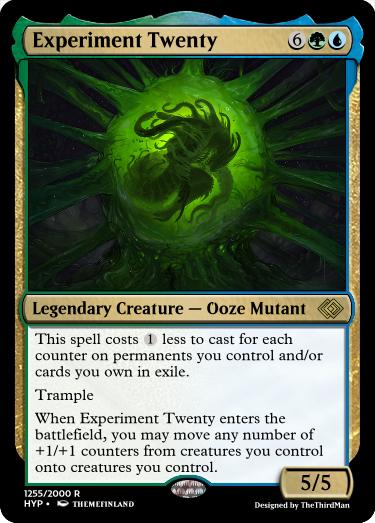 Experiment Twenty 6
Legendary Creature — Ooze Mutant
This spell costs 1 less to cast for each
counter on permanents you control and/or
cards you own in exile.
Trample
When Experiment Twenty enters the
battlefield, you may move any number of
+1/+1 counters from creatures you control
onto creatures you control.
5/5
1255/2000 R
HYP • THEMEFINLAND
Designed by TheThirdMan